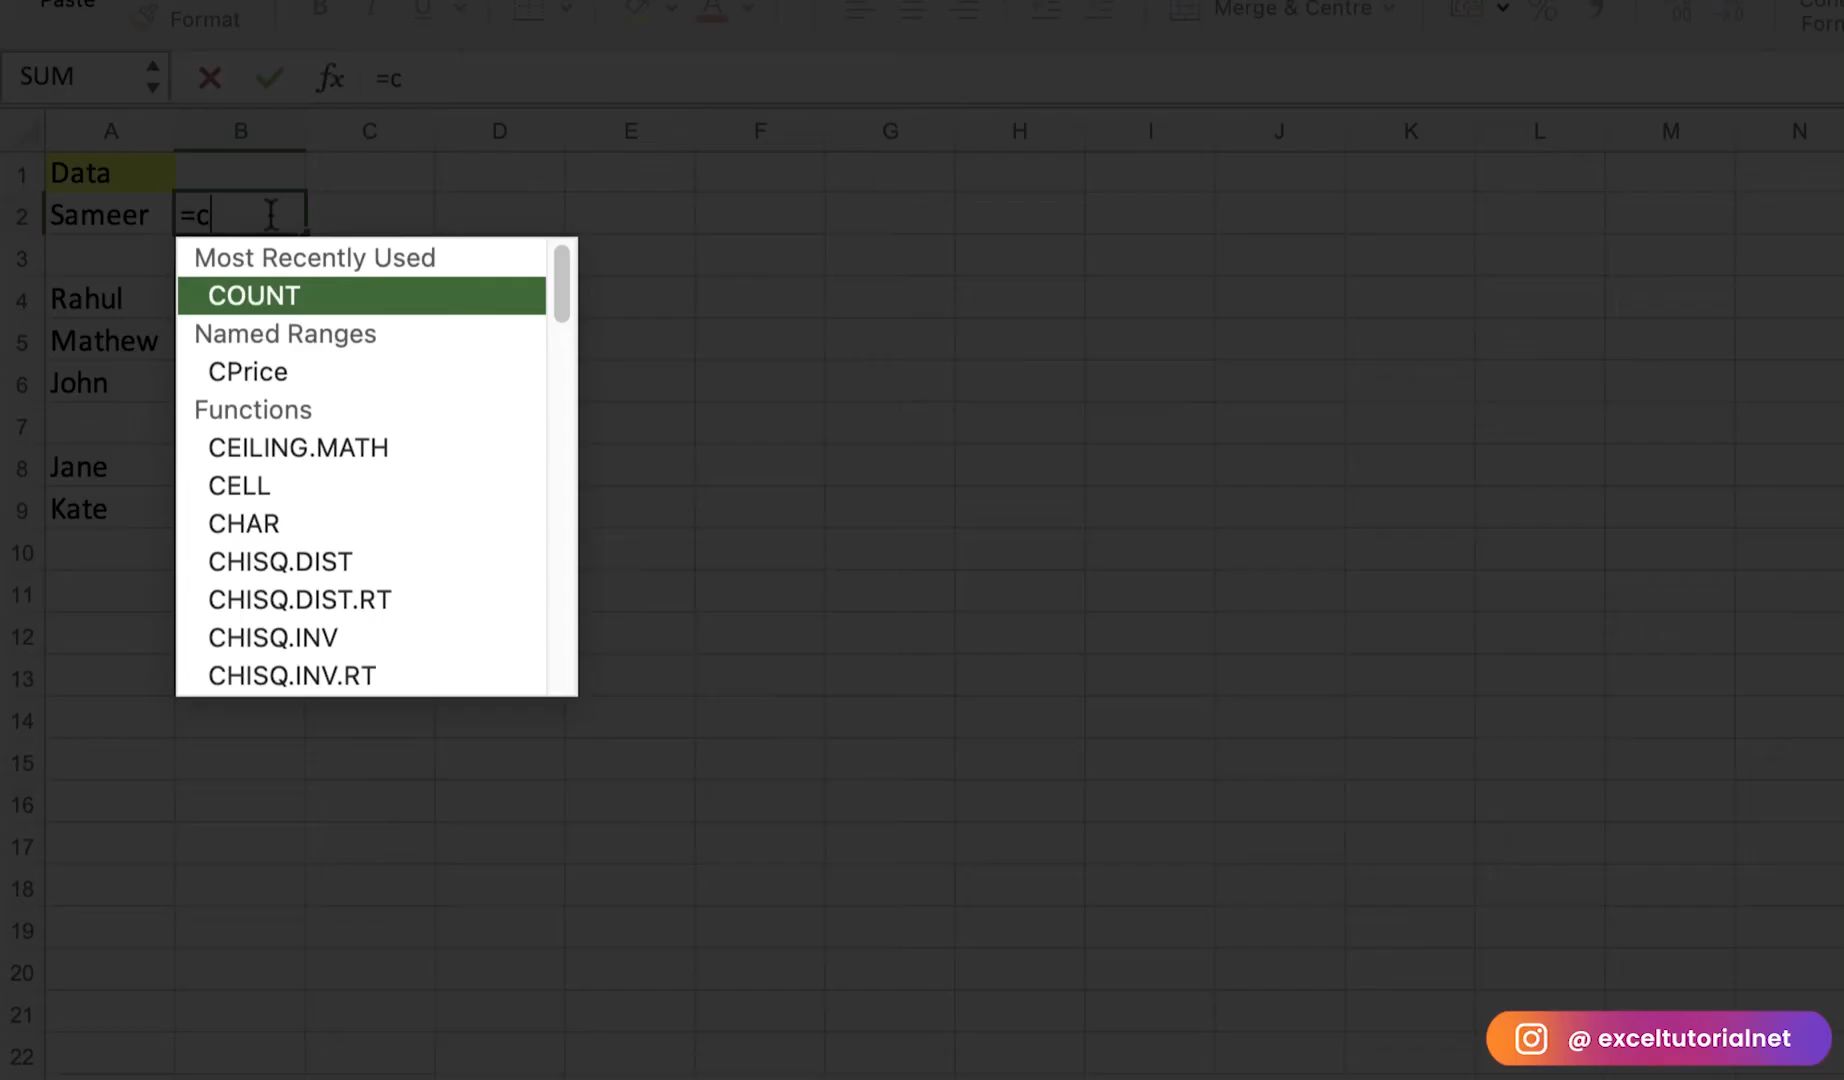 Paste
Format
B I U
A
Merge & Centre
%
SUM
fx =c
A B C D E F G H I J K L M N
1 Data
2 Sameer =c
3
4 Rahul
5 Mathew
6 John
7
8 Jane
9 Kate
10
11
12
13
14
15
16
17
18
19
20
21
22
Most Recently Used
COUNT
Named Ranges
CPrice
Functions
CEILING.MATH
CELL
CHAR
CHISQ.DIST
CHISQ.DIST.RT
CHISQ.INV
CHISQ.INV.RT
@ exceltutorialnet